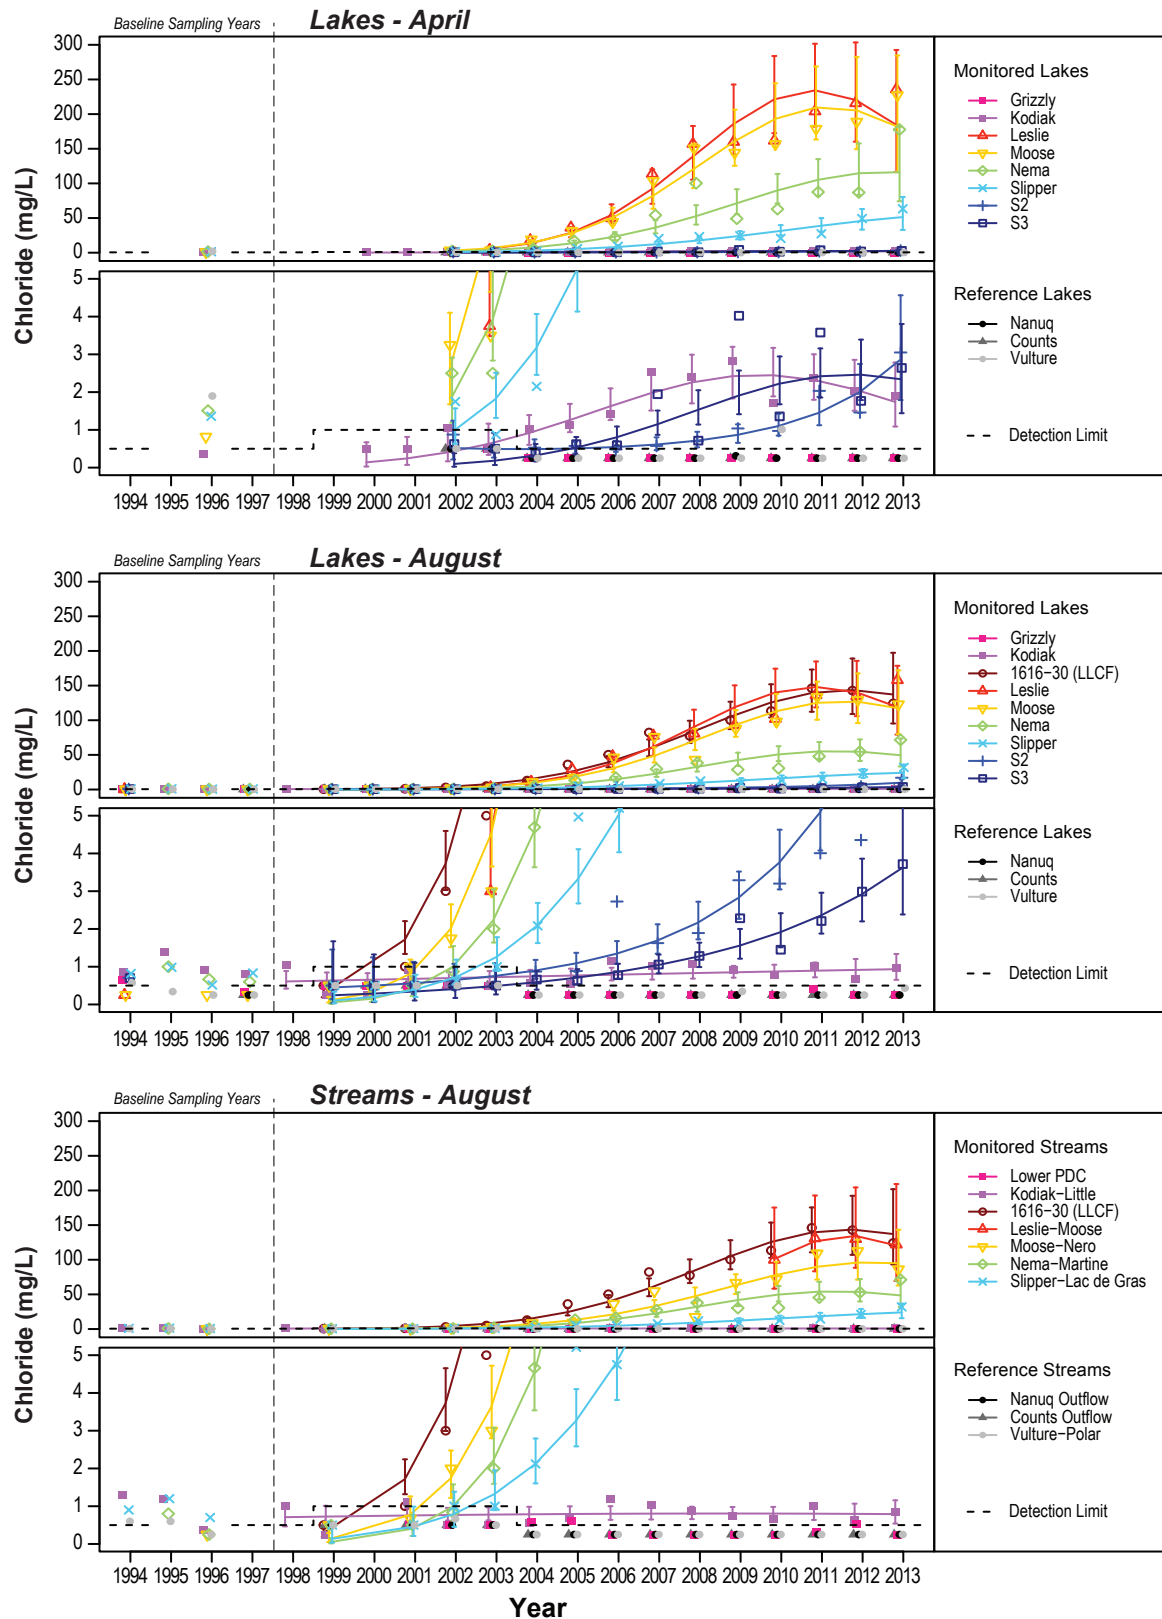 Baseline Sampling Years
Lakes - April
Chloride (mg/L)
300
250
200
150
100
50
0
5
4
3
2
1
0
1994 1995 1996 1997 1998 1999 2000 2001 2002 2003 2004 2005 2006 2007 2008 2009 2010 2011 2012 2013
Monitored Lakes
Grizzly
Kodiak
Leslie
Moose
Nema
Slipper
S2
S3
Reference Lakes
Nanuq
Counts
Vulture
Detection Limit
Baseline Sampling Years
Lakes - August
Chloride (mg/L)
300
250
200
150
100
50
0
5
4
3
2
1
0
1994 1995 1996 1997 1998 1999 2000 2001 2002 2003 2004 2005 2006 2007 2008 2009 2010 2011 2012 2013
Monitored Lakes
Grizzly
Kodiak
1616-30 (LLCF)
Leslie
Moose
Nema
Slipper
S2
S3
Reference Lakes
Nanuq
Counts
Vulture
Detection Limit
Baseline Sampling Years
Streams - August
Chloride (mg/L)
300
250
200
150
100
50
0
5
4
3
2
1
0
1994 1995 1996 1997 1998 1999 2000 2001 2002 2003 2004 2005 2006 2007 2008 2009 2010 2011 2012 2013
Year
Monitored Streams
Lower PDC
Kodiak-Little
1616-30 (LLCF)
Leslie-Moose
Moose-Nero
Nema-Martine
Slipper-Lac de Gras
Reference Streams
Nanuq Outflow
Counts Outflow
Vulture-Polar
Detection Limit